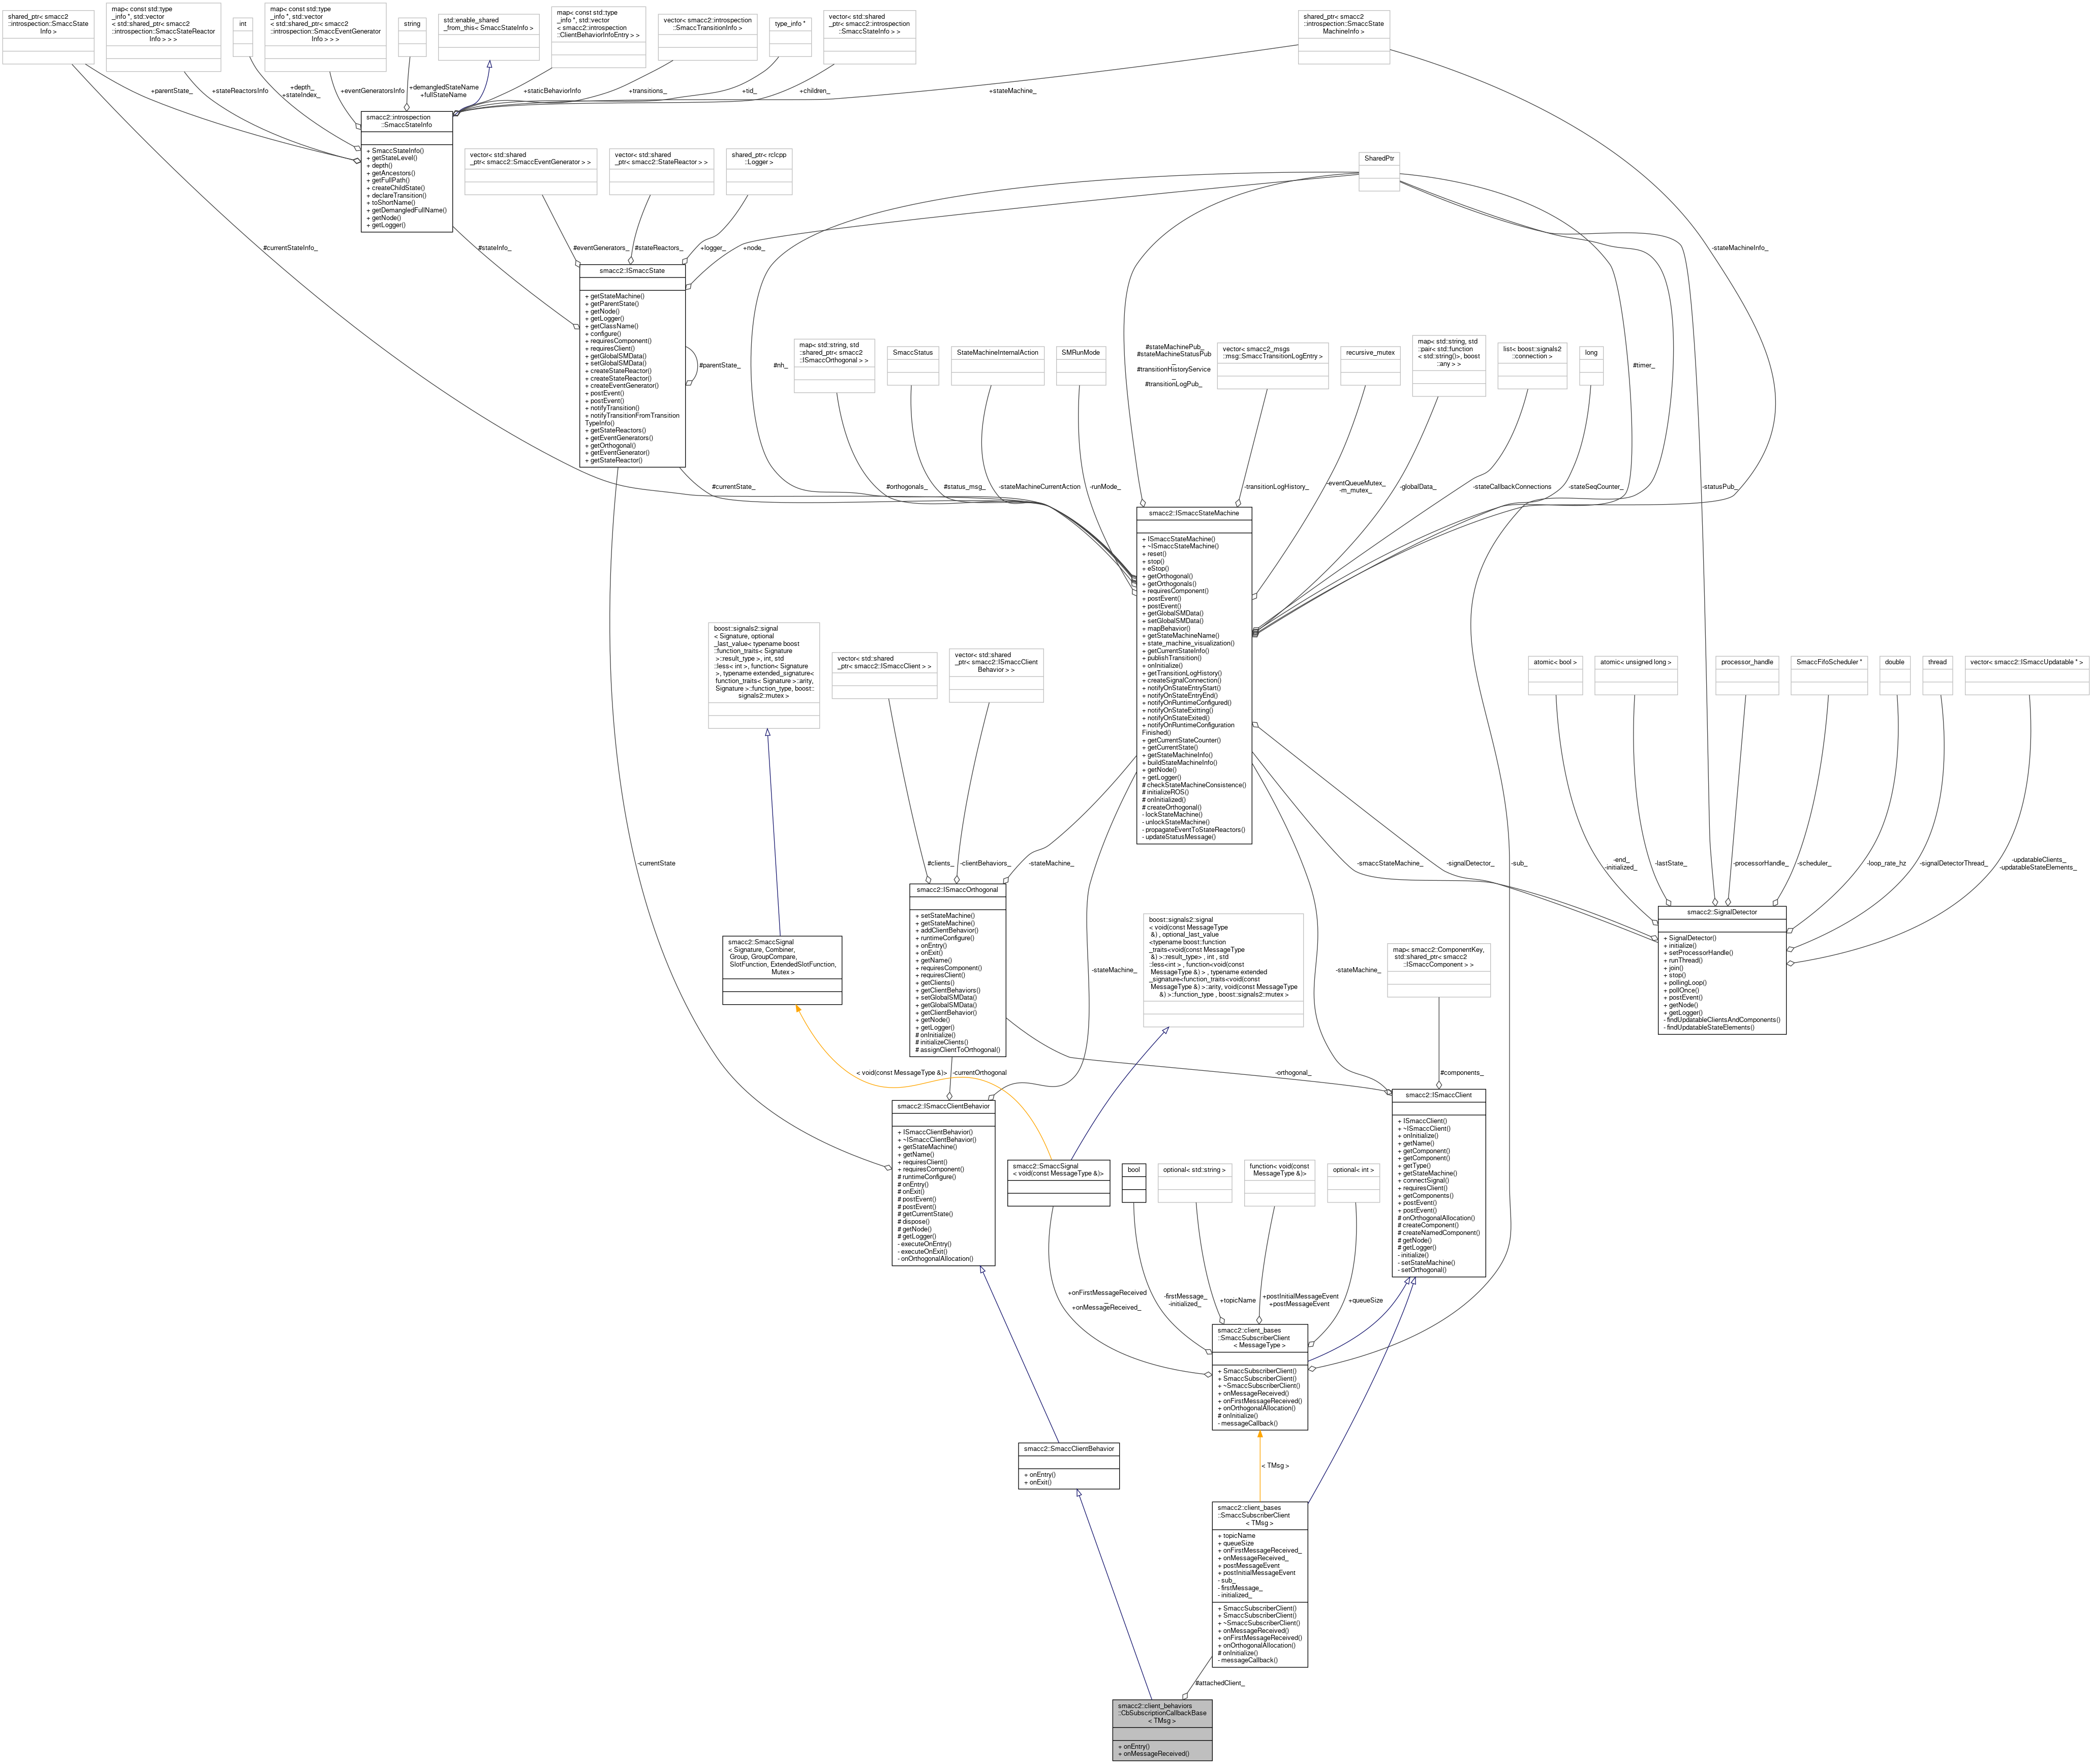 shared_ptr< smacc2
::introspection::SmaccState
Info >
map< const std::type
_info *, std::vector
< std::shared_ptr< smacc2
::introspection::SmaccStateReactor
Info > > >
int
map< const std::type
_info *, std::vector
< std::shared_ptr< smacc2
::introspection::SmaccEventGenerator
Info > > >
string
std::enable_shared
_from_this< SmaccStateInfo >
map< const std::type
_info *, std::vector
< smacc2::introspection
::ClientBehaviorInfoEntry > >
vector< smacc2::introspection
::SmaccTransitionInfo >
type_info *
vector< std::shared
_ptr< smacc2::introspection
::SmaccStateInfo > >
shared_ptr< smacc2
::introspection::SmaccState
MachineInfo >
+parentState_
+stateReactorsInfo
+depth_
+stateIndex_
+eventGeneratorsInfo
+demangledStateName
+fullStateName
+staticBehaviorInfo
+transitions_
+tid_
+children_
+stateMachine_
smacc2::introspection
::SmaccStateInfo
+ SmaccStateInfo()
+ getStateLevel()
+ depth()
+ getAncestors()
+ getFullPath()
+ createChildState()
+ declareTransition()
+ toShortName()
+ getDemangledFullName()
+ getNode()
+ getLogger()
vector< std::shared
_ptr< smacc2::SmaccEventGenerator > >
vector< std::shared
_ptr< smacc2::StateReactor > >
shared_ptr< rclcpp
::Logger >
SharedPtr
#currentStateInfo_
#stateInfo_
#eventGenerators_
#stateReactors_
+logger_
+node_
-stateMachineInfo_
smacc2::ISmaccState
+ getStateMachine()
+ getParentState()
+ getNode()
+ getLogger()
+ getClassName()
+ configure()
+ requiresComponent()
+ requiresClient()
+ getGlobalSMData()
+ setGlobalSMData()
+ createStateReactor()
+ createStateReactor()
+ createEventGenerator()
+ postEvent()
+ postEvent()
+ notifyTransition()
+ notifyTransitionFromTransition
TypeInfo()
+ getStateReactors()
+ getEventGenerators()
+ getOrthogonal()
+ getEventGenerator()
+ getStateReactor()
#parentState_
#nh_
map< std::string, std
::shared_ptr< smacc2
::ISmaccOrthogonal > >
SmaccStatus
StateMachineInternalAction
SMRunMode
#stateMachinePub_
#stateMachineStatusPub
_
#transitionHistoryService
_
#transitionLogPub_
vector< smacc2_msgs
::msg::SmaccTransitionLogEntry >
recursive_mutex
map< std::string, std
::pair< std::function
< std::string()>, boost
::any > >
list< boost::signals2
::connection >
long
#timer_
#currentState_
#orthogonals_
#status_msg_
-stateMachineCurrentAction
-runMode_
-transitionLogHistory_
-eventQueueMutex_
-m_mutex_
-globalData_
-stateCallbackConnections
-stateSeqCounter_
-statusPub_
smacc2::ISmaccStateMachine
+ ISmaccStateMachine()
+ ~ISmaccStateMachine()
+ reset()
+ stop()
+ eStop()
+ getOrthogonal()
+ getOrthogonals()
+ requiresComponent()
+ postEvent()
+ postEvent()
+ getGlobalSMData()
+ setGlobalSMData()
+ mapBehavior()
+ getStateMachineName()
+ state_machine_visualization()
+ getCurrentStateInfo()
+ publishTransition()
+ onInitialize()
+ getTransitionLogHistory()
+ createSignalConnection()
+ notifyOnStateEntryStart()
+ notifyOnStateEntryEnd()
+ notifyOnRuntimeConfigured()
+ notifyOnStateExitting()
+ notifyOnStateExited()
+ notifyOnRuntimeConfiguration
Finished()
+ getCurrentStateCounter()
+ getCurrentState()
+ getStateMachineInfo()
+ buildStateMachineInfo()
+ getNode()
+ getLogger()
# checkStateMachineConsistence()
# initializeROS()
# onInitialized()
# createOrthogonal()
- lockStateMachine()
- unlockStateMachine()
- propagateEventToStateReactors()
- updateStatusMessage()
boost::signals2::signal
< Signature, optional
_last_value< typename boost
::function_traits< Signature
>::result_type >, int, std
::less< int >, function< Signature
>, typename extended_signature<
function_traits< Signature >::arity,
Signature >::function_type, boost::
signals2::mutex >
vector< std::shared
_ptr< smacc2::ISmaccClient > >
vector< std::shared
_ptr< smacc2::ISmaccClient
Behavior > >
atomic< bool >
atomic< unsigned long >
processor_handle
SmaccFifoScheduler *
double
thread
vector< smacc2::ISmaccUpdatable * >
-currentState
#clients_
-clientBehaviors_
-stateMachine_
-smaccStateMachine_
-signalDetector_
-sub_
-end_
-initialized_
-lastState_
-processorHandle_
-scheduler_
-loop_rate_hz
-signalDetectorThread_
-updatableClients_
-updatableStateElements_
smacc2::ISmaccOrthogonal
+ setStateMachine()
+ getStateMachine()
+ addClientBehavior()
+ runtimeConfigure()
+ onEntry()
+ onExit()
+ getName()
+ requiresComponent()
+ requiresClient()
+ getClients()
+ getClientBehaviors()
+ setGlobalSMData()
+ getGlobalSMData()
+ getClientBehavior()
+ getNode()
+ getLogger()
# onInitialize()
# initializeClients()
# assignClientToOrthogonal()
smacc2::SignalDetector
+ SignalDetector()
+ initialize()
+ setProcessorHandle()
+ runThread()
+ join()
+ stop()
+ pollingLoop()
+ pollOnce()
+ postEvent()
+ getNode()
+ getLogger()
- findUpdatableClientsAndComponents()
- findUpdatableStateElements()
smacc2::SmaccSignal
< Signature, Combiner,
Group, GroupCompare,
SlotFunction, ExtendedSlotFunction,
Mutex >
boost::signals2::signal
< void(const MessageType
&) , optional_last_value
<typename boost::function
_traits<void(const MessageType
&) >::result_type> , int , std
::less<int > , function<void(const
MessageType &) > , typename extended
_signature<function_traits<void(const
MessageType &) >::arity, void(const MessageType
&) >::function_type , boost::signals2::mutex >
-stateMachine_
-stateMachine_
map< smacc2::ComponentKey,
std::shared_ptr< smacc2
::ISmaccComponent > >
< void(const MessageType &)>
-currentOrthogonal
-orthogonal_
#components_
smacc2::ISmaccClientBehavior
+ ISmaccClientBehavior()
+ ~ISmaccClientBehavior()
+ getStateMachine()
+ getName()
+ requiresClient()
+ requiresComponent()
# runtimeConfigure()
# onEntry()
# onExit()
# postEvent()
# postEvent()
# getCurrentState()
# dispose()
# getNode()
# getLogger()
- executeOnEntry()
- executeOnExit()
- onOrthogonalAllocation()
smacc2::ISmaccClient
+ ISmaccClient()
+ ~ISmaccClient()
+ onInitialize()
+ getName()
+ getComponent()
+ getComponent()
+ getType()
+ getStateMachine()
+ connectSignal()
+ requiresClient()
+ getComponents()
+ postEvent()
+ postEvent()
# onOrthogonalAllocation()
# createComponent()
# createNamedComponent()
# getNode()
# getLogger()
- initialize()
- setStateMachine()
- setOrthogonal()
smacc2::SmaccSignal
< void(const MessageType &)>
bool
optional< std::string >
function< void(const
MessageType &)>
optional< int >
+onFirstMessageReceived
_
+onMessageReceived_
-firstMessage_
-initialized_
+topicName
+postInitialMessageEvent
+postMessageEvent
+queueSize
smacc2::client_bases
::SmaccSubscriberClient
< MessageType >
+ SmaccSubscriberClient()
+ SmaccSubscriberClient()
+ ~SmaccSubscriberClient()
+ onMessageReceived()
+ onFirstMessageReceived()
+ onOrthogonalAllocation()
# onInitialize()
- messageCallback()
smacc2::SmaccClientBehavior
+ onEntry()
+ onExit()
< TMsg >
smacc2::client_bases
::SmaccSubscriberClient
< TMsg >
+ topicName
+ queueSize
+ onFirstMessageReceived_
+ onMessageReceived_
+ postMessageEvent
+ postInitialMessageEvent
- sub_
- firstMessage_
- initialized_
+ SmaccSubscriberClient()
+ SmaccSubscriberClient()
+ ~SmaccSubscriberClient()
+ onMessageReceived()
+ onFirstMessageReceived()
+ onOrthogonalAllocation()
# onInitialize()
- messageCallback()
#attachedClient_
smacc2::client_behaviors
::CbSubscriptionCallbackBase
< TMsg >
+ onEntry()
+ onMessageReceived()